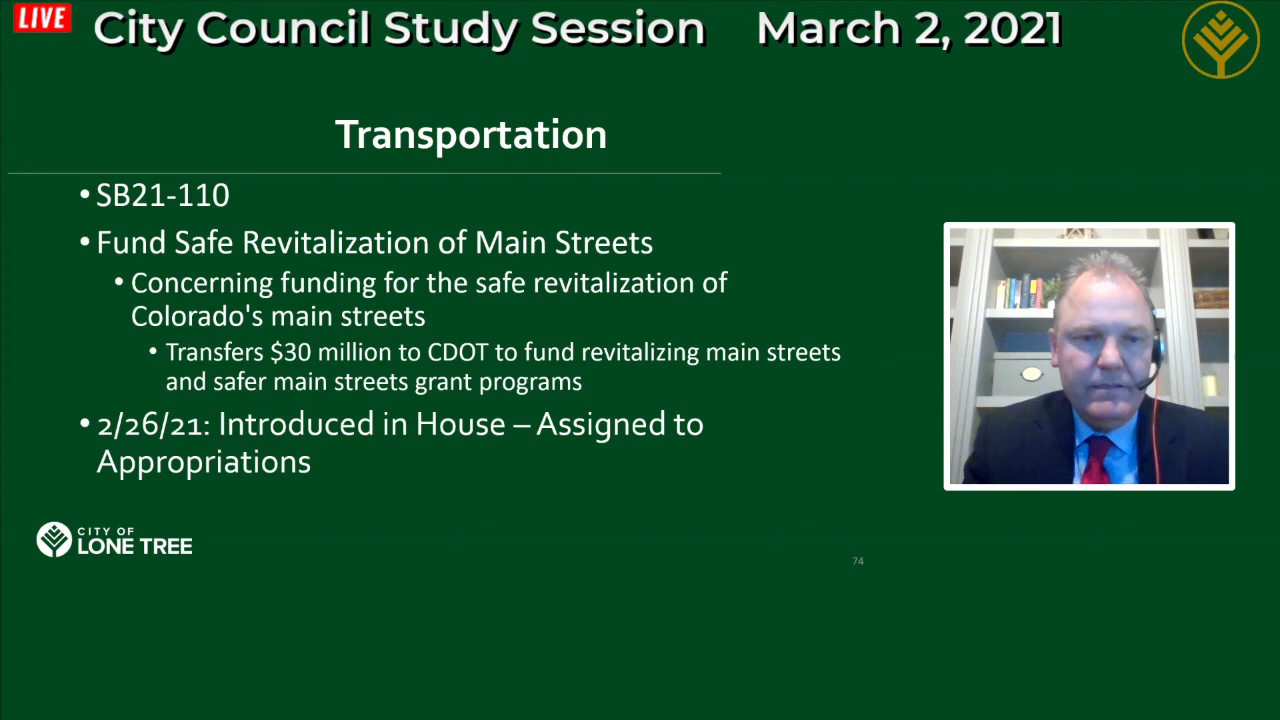 LIVE
City Council Study Session March 2, 2021
Transportation
• SB21-110
• Fund Safe Revitalization of Main Streets
• Concerning funding for the safe revitalization of
Colorado's main streets
• Transfers $30 million to CDOT to fund revitalizing main streets
and safer main streets grant programs
• 2/26/21: Introduced in House – Assigned to
Appropriations
CITY OF
LONE TREE
74